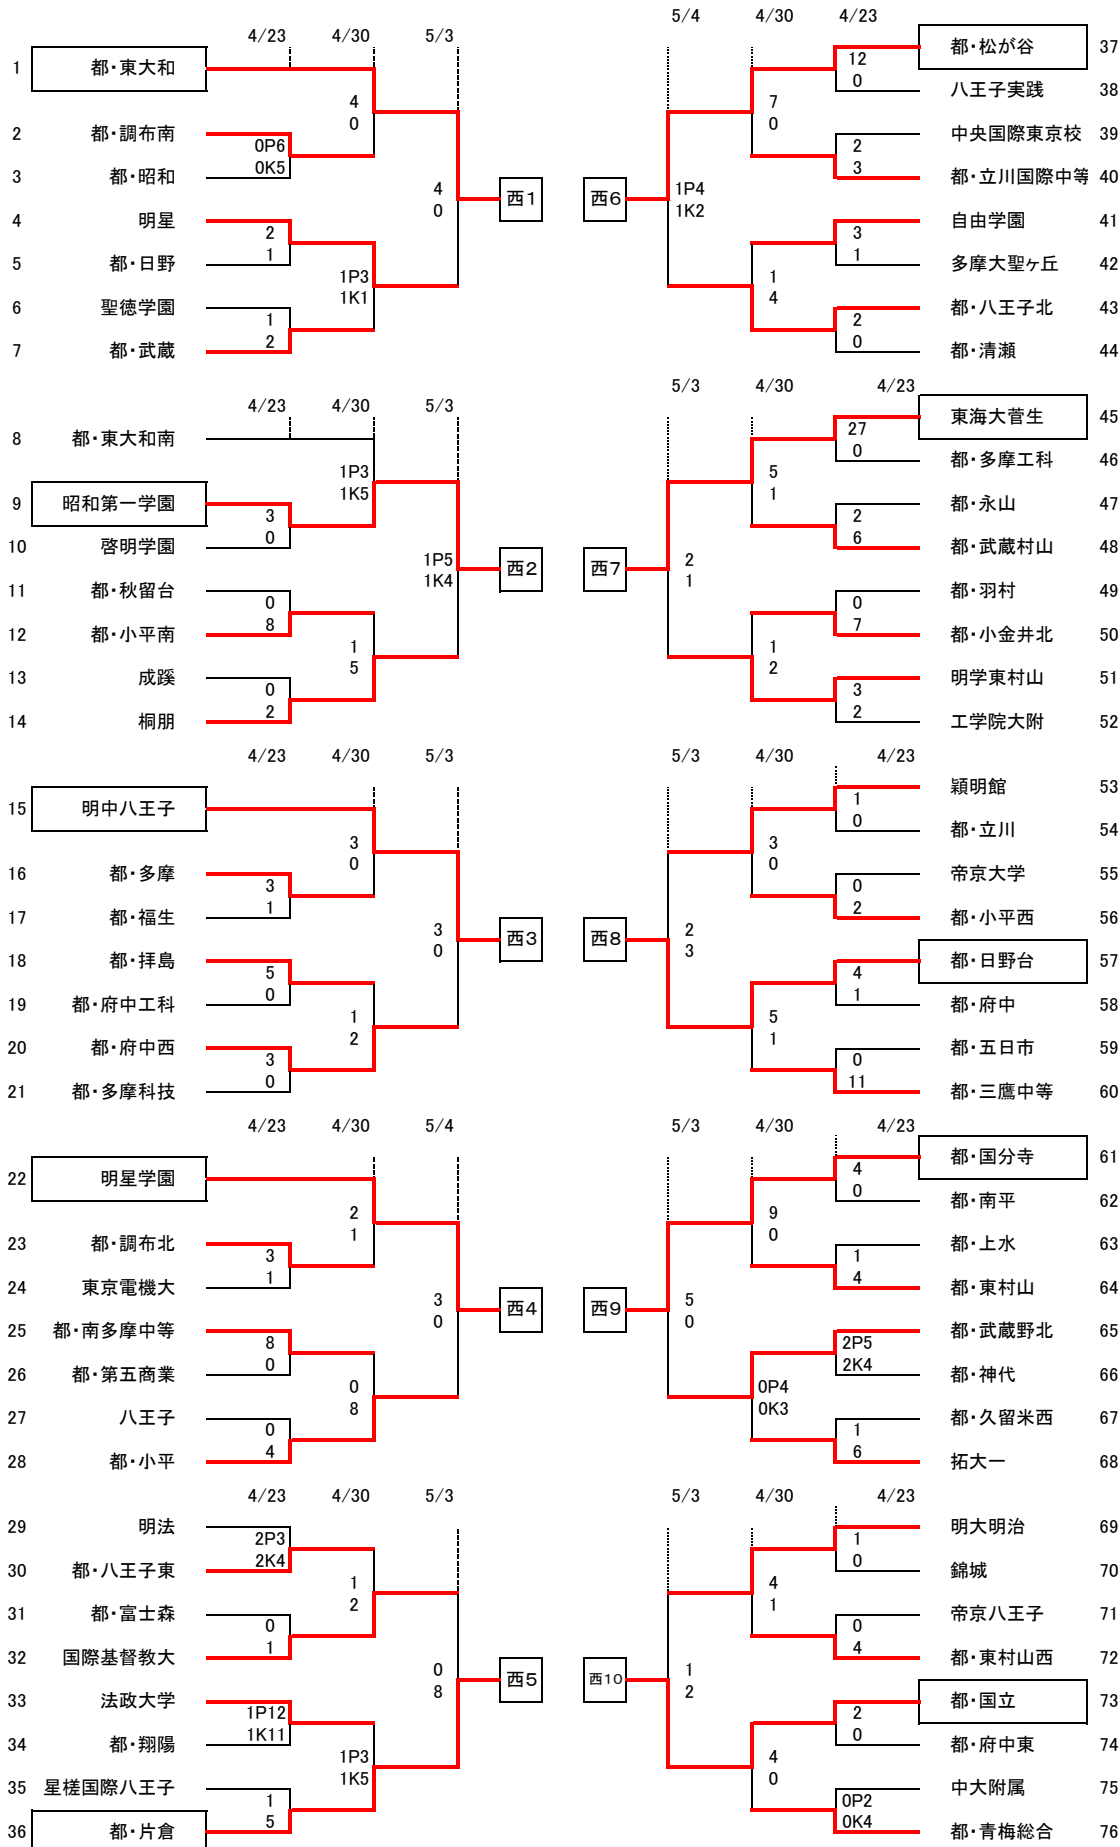 4/23 4/30 5/3
1 都・東大和
4
0
2 都・調布南
0P6
0K5
3 都・昭和
4
0
西1
4 明星
2
1
5 都・日野
1P3
1K1
6 聖徳学園
1
2
7 都・武蔵
4/23 4/30 5/3
8 都・東大和南
1P3
1K5
9 昭和第一学園
3
0
10 啓明学園
1P5
1K4
西2
11 都・秋留台
0
8
12 都・小平南
1
5
13 成蹊
0
2
14 桐朋
4/23 4/30 5/3
15 明中八王子
3
0
16 都・多摩
3
1
17 都・福生
3
0
西3
18 都・拝島
5
0
19 都・府中工科
1
2
20 都・府中西
3
0
21 都・多摩科技
4/23 4/30 5/4
22 明星学園
2
1
23 都・調布北
3
1
24 東京電機大
3
0
西4
25 都・南多摩中等
8
0
26 都・第五商業
0
8
27 八王子
0
4
28 都・小平
4/23 4/30 5/3
29 明法
2P3
2K4
30 都・八王子東
1
2
31 都・富士森
0
1
32 国際基督教大
0
8
西5
33 法政大学
1P12
1K11
34 都・翔陽
1P3
1K5
35 星槎国際八王子
1
5
36 都・片倉
5/4 4/30 4/23
都・松が谷 37
12
0
八王子実践 38
7
0
中央国際東京校 39
2
3
都・立川国際中等 40
西6
1P4
1K2
自由学園 41
3
1
多摩大聖ヶ丘 42
1
4
都・八王子北 43
2
0
都・清瀬 44
5/3 4/30 4/23
東海大菅生 45
27
0
都・多摩工科 46
5
1
都・永山 47
2
6
都・武蔵村山 48
西7
2
1
都・羽村 49
0
7
都・小金井北 50
1
2
明学東村山 51
3
2
工学院大附 52
5/3 4/30 4/23
穎明館 53
1
0
都・立川 54
3
0
帝京大学 55
0
2
都・小平西 56
西8
2
3
都・日野台 57
4
1
都・府中 58
5
1
都・五日市 59
0
11
都・三鷹中等 60
5/3 4/30 4/23
都・国分寺 61
4
0
都・南平 62
9
0
都・上水 63
1
4
都・東村山 64
西9
5
0
都・武蔵野北 65
2P5
2K4
都・神代 66
0P4
0K3
都・久留米西 67
1
6
拓大一 68
5/3 4/30 4/23
明大明治 69
1
0
錦城 70
4
1
帝京八王子 71
0
4
都・東村山西 72
西10
1
2
都・国立 73
2
0
都・府中東 74
4
0
中大附属 75
0P2
0K4
都・青梅総合 76